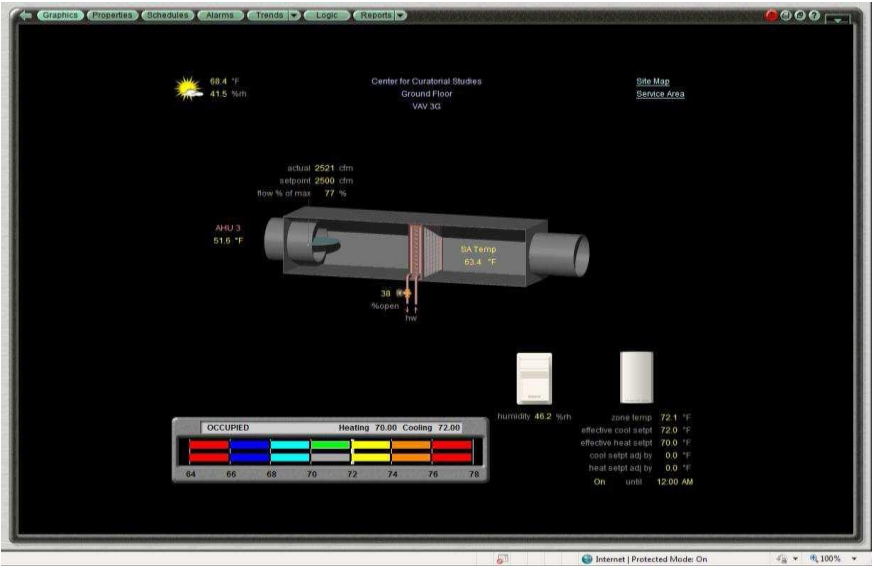 Graphics Properties Schedules Alarms Trends Logic Reports
68.4 °F
41.5 %rh
Center for Curatorial Studies
Ground Floor
VAV 3G
Site Map
Service Area
actual 2521 cfm
setpoint 2500 cfm
flow % of max 77 %
AHU 3
51.6 °F
SA Temp
63.4 °F
38
%open
hw
humidity 46.2 %rh
zone temp 72.1 °F
effective cool setpt 72.0 °F
effective heat setpt 70.0 °F
cool setpt adj by 0.0 °F
heat setpt adj by 0.0 °F
On until 12:00 AM
OCCUPIED Heating 70.00 Cooling 72.00
64 66 68 70 72 74 76 78
Internet | Protected Mode: On 100%